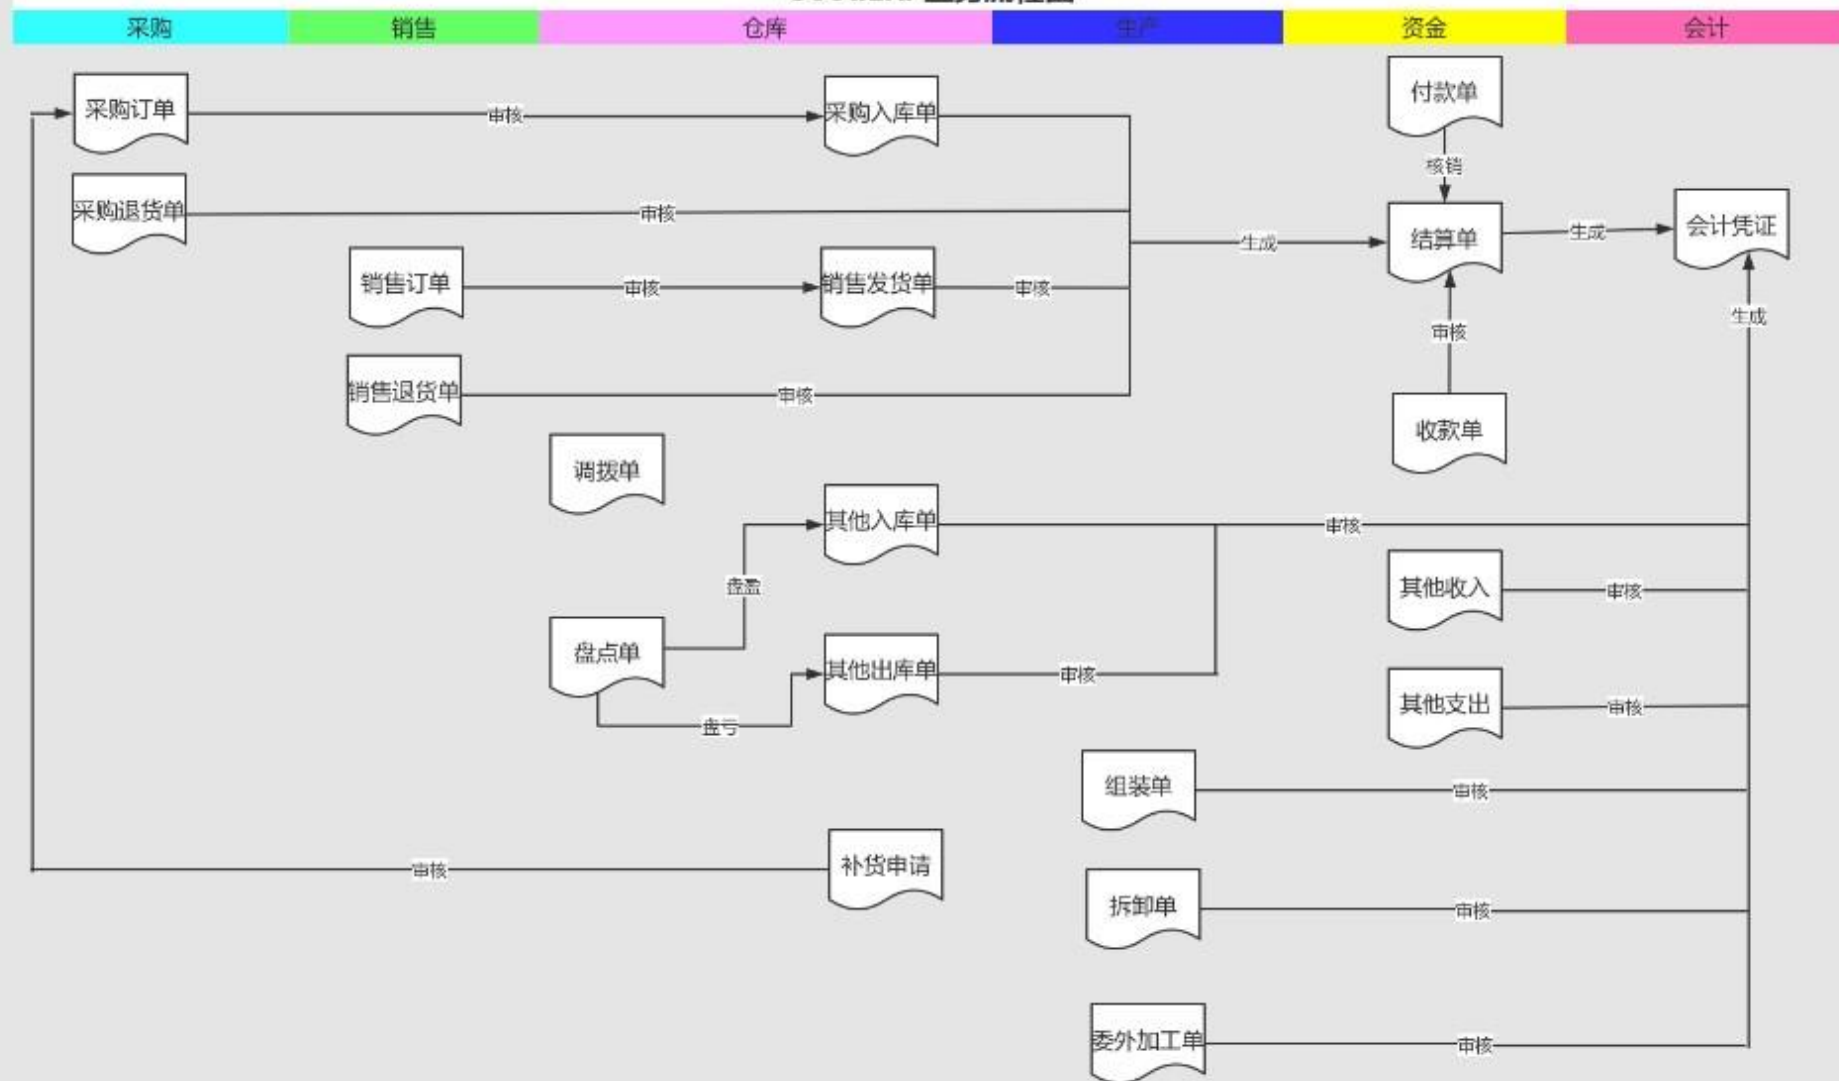 采购 销售 仓库 生产 资金 会计
付款单
采购订单 审核 采购入库单
核销
采购退货单 审核
结算单 生成 会计凭证
生成
销售订单 审核 销售发货单 审核
生成
审核
销售退货单 审核
收款单
调拨单
其他入库单 审核
盘盈
其他收入 审核
盘点单
其他出库单 审核
其他支出 审核
盘亏
组装单 审核
补货申请
审核
拆卸单 审核
委外加工单 审核